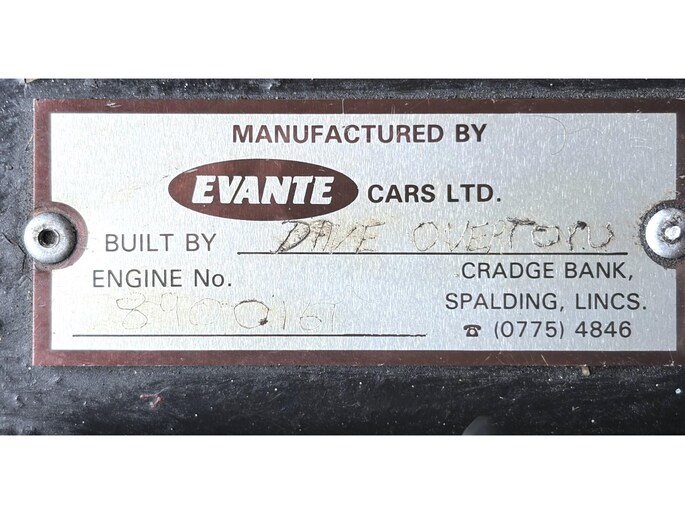 MANUFACTURED BY
EVANTE CARS LTD.
BUILT BY DAVE OVERTON
ENGINE No.
CRADGE BANK,
SPALDING, LINCS.
☎ (0775) 4846